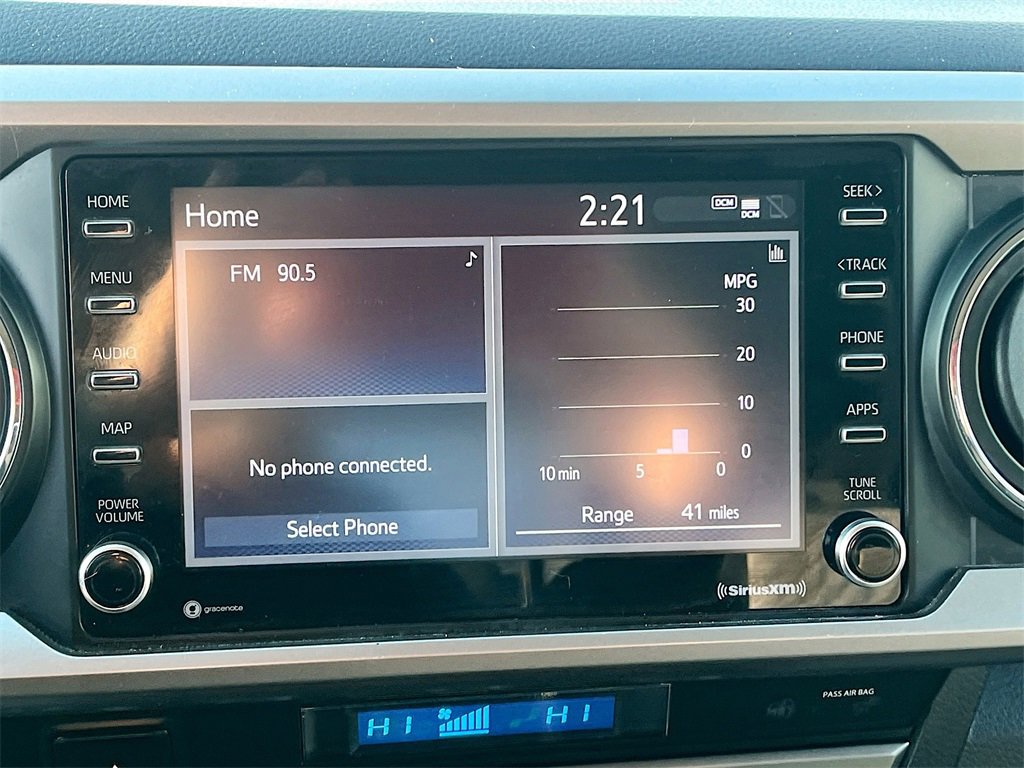 HOME
MENU
AUDIO
MAP
POWER
VOLUME
Home
2:21
DCM
DCM
FM 90.5
No phone connected.
Select Phone
MPG
30
20
10
0
10 min 5 0
Range 41 miles
SEEK>
<TRACK
PHONE
APPS
TUNE
SCROLL
gracenote
((SiriusXM))
PASS AIR BAG
HI HI